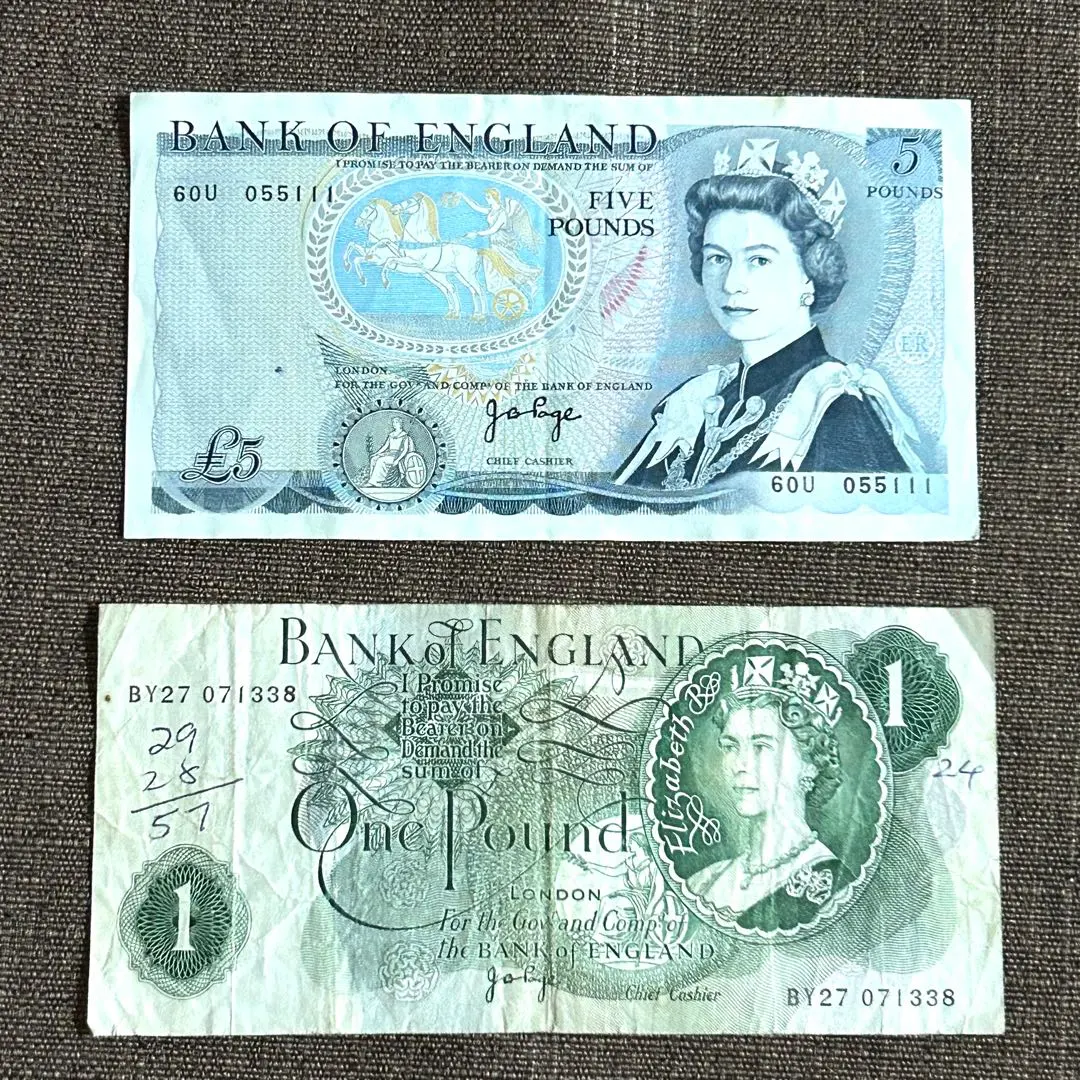 BANK OF ENGLAND
I PROMISE TO PAY THE BEARER ON DEMAND THE SUM OF
60U 055111
FIVE
POUNDS
5
POUNDS
ER
LONDON
FOR THE GOV. AND COMPA. OF THE BANK OF ENGLAND
J B Page
CHIEF CASHIER
£5
60U 055111
BANK of ENGLAND
BY27 071338
I Promise
to pay the
Bearer on
Demand the
sum of
One Pound
Elizabeth R
1
29
28
57
24
1
LONDON
For the Gov. and Comp. of
the BANK of ENGLAND
J B Page
Chief Cashier
BY27 071338